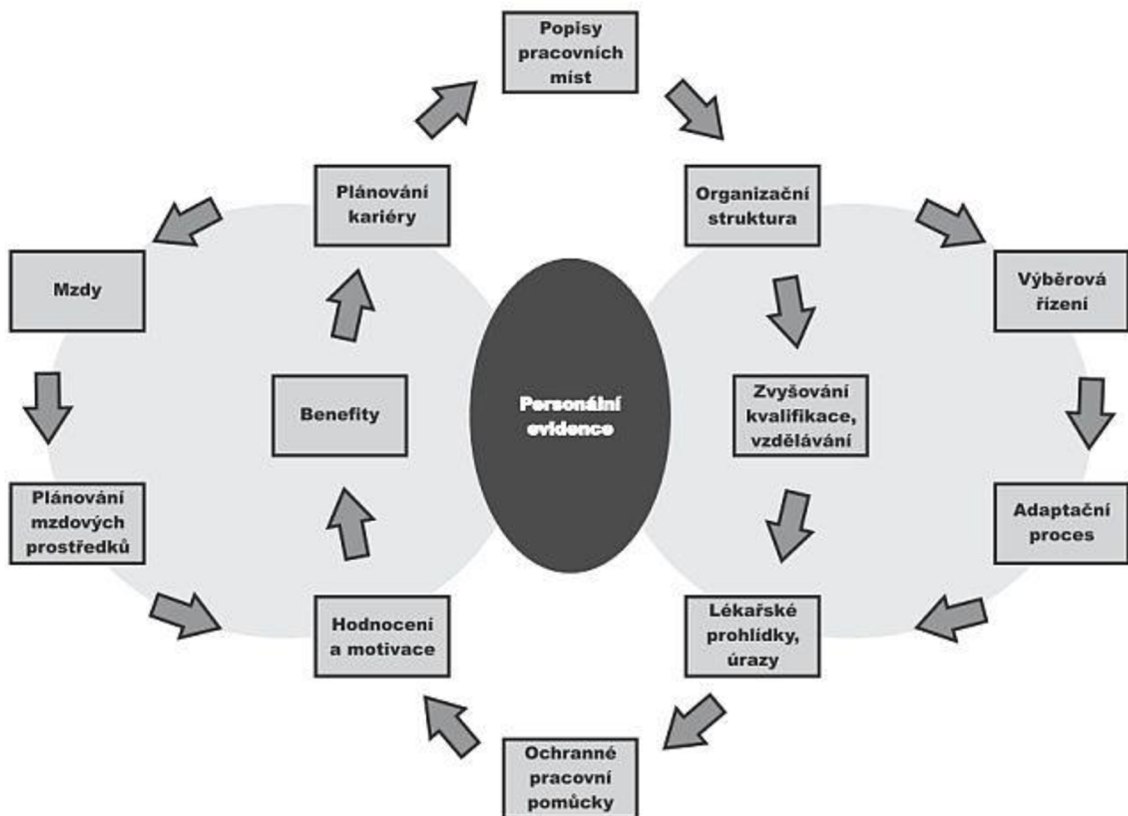 Popisy
pracovních
míst
Plánování
kariéry
Organizační
struktura
Mzdy
Výběrová
řízení
Benefity
Personální
evidence
Zvyšování
kvalifikace,
vzdělávání
Plánování
mzdových
prostředků
Adaptační
proces
Hodnocení
a motivace
Lékařské
prohlídky,
úrazy
Ochranné
pracovní
pomůcky